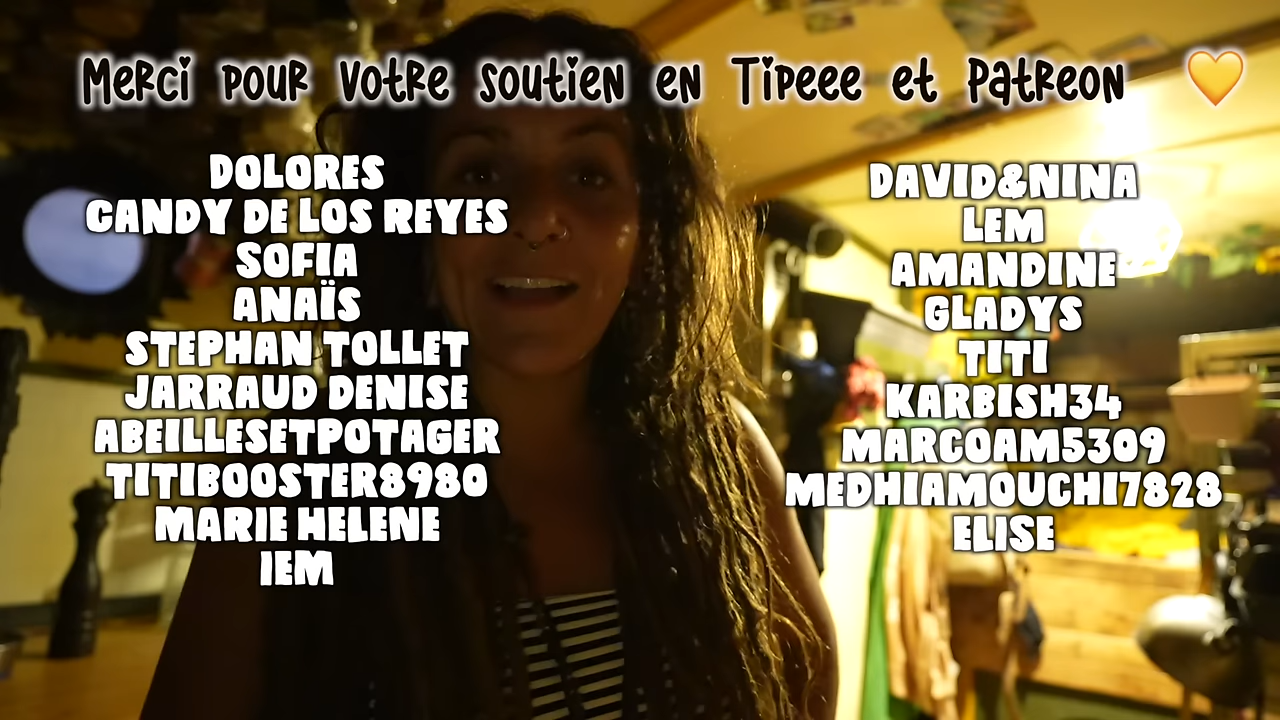 Merci pour votre soutien en Tipeee et Patreon 💛
DOLORES
CANDY DE LOS REYES
SOFIA
ANAÏS
STEPHAN TOLLET
JARRAUD DENISE
ABEILLESETPOTAGER
TITIBOOSTER8980
MARIE HELENE
IEM
DAVID&NINA
LEM
AMANDINE
GLADYS
TITI
KARBISH34
MARCOAM5309
MEDHIAMOUCHI7828
ELISE